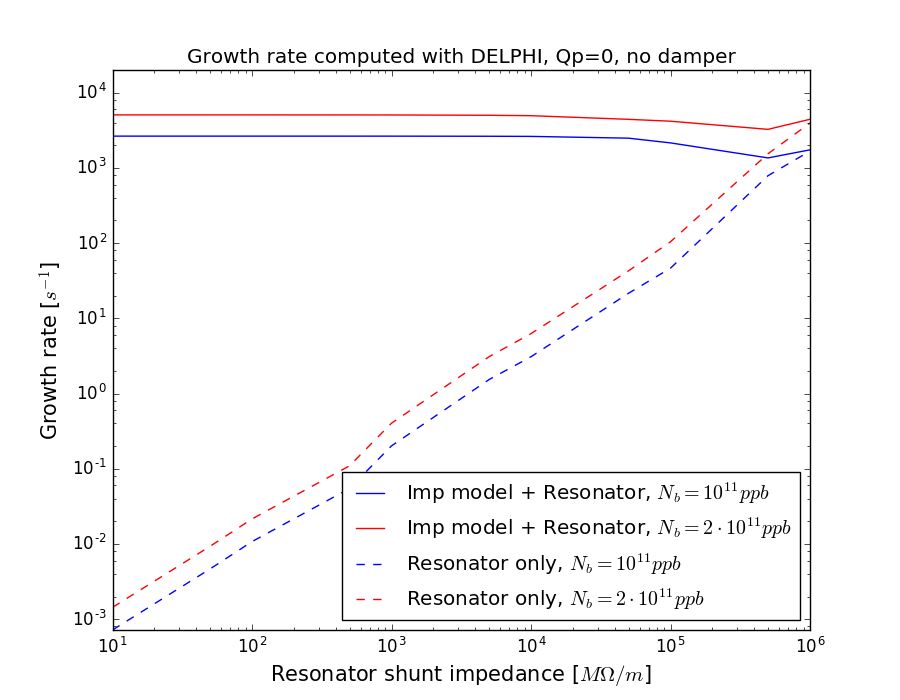 Growth rate computed with DELPHI, Qp=0, no damper
Growth rate [$s^{-1}$]
$10^4$
$10^3$
$10^2$
$10^1$
$10^0$
$10^{-1}$
$10^{-2}$
$10^{-3}$
Imp model + Resonator, $N_b = 10^{11} ppb$
Imp model + Resonator, $N_b = 2 \cdot 10^{11} ppb$
Resonator only, $N_b = 10^{11} ppb$
Resonator only, $N_b = 2 \cdot 10^{11} ppb$
$10^1$ $10^2$ $10^3$ $10^4$ $10^5$ $10^6$
Resonator shunt impedance [$M\Omega/m$]